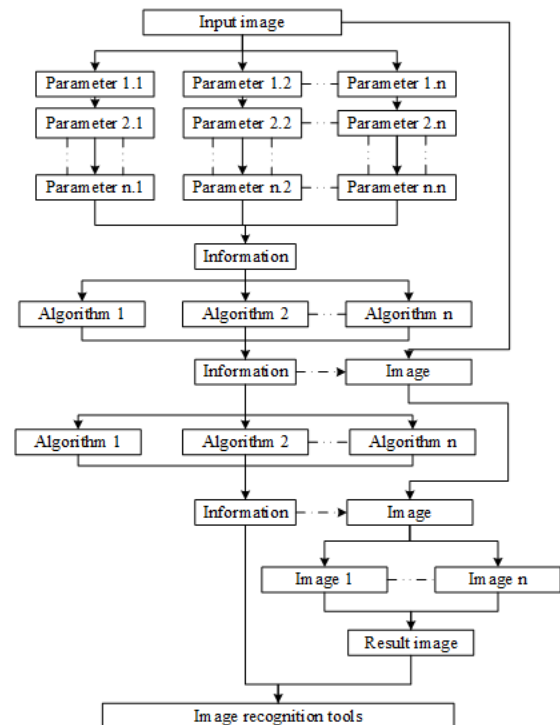 Input image
Parameter 1.1
Parameter 1.2
Parameter 1.n
Parameter 2.1
Parameter 2.2
Parameter 2.n
Parameter n.1
Parameter n.2
Parameter n.n
Information
Algorithm 1
Algorithm 2
Algorithm n
Information
Image
Algorithm 1
Algorithm 2
Algorithm n
Information
Image
Image 1
Image n
Result image
Image recognition tools